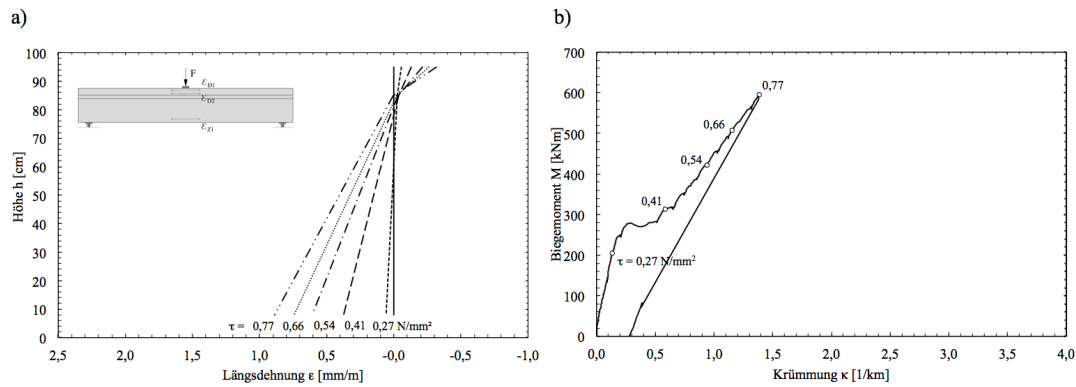 a)
b)
100
90
80
70
60
50
40
30
20
10
0
Höhe h [cm]
F
εD1
εD2
εZ1
τ = 0,77 0,66 0,54 0,41 0,27 N/mm²
2,5 2,0 1,5 1,0 0,5 -0,0 -0,5 -1,0
Längsdehnung ε [mm/m]
700
600
500
400
300
200
100
0
Biegemoment M [kNm]
0,77
0,66
0,54
0,41
τ = 0,27 N/mm²
0,0 0,5 1,0 1,5 2,0 2,5 3,0 3,5 4,0
Krümmung κ [1/km]